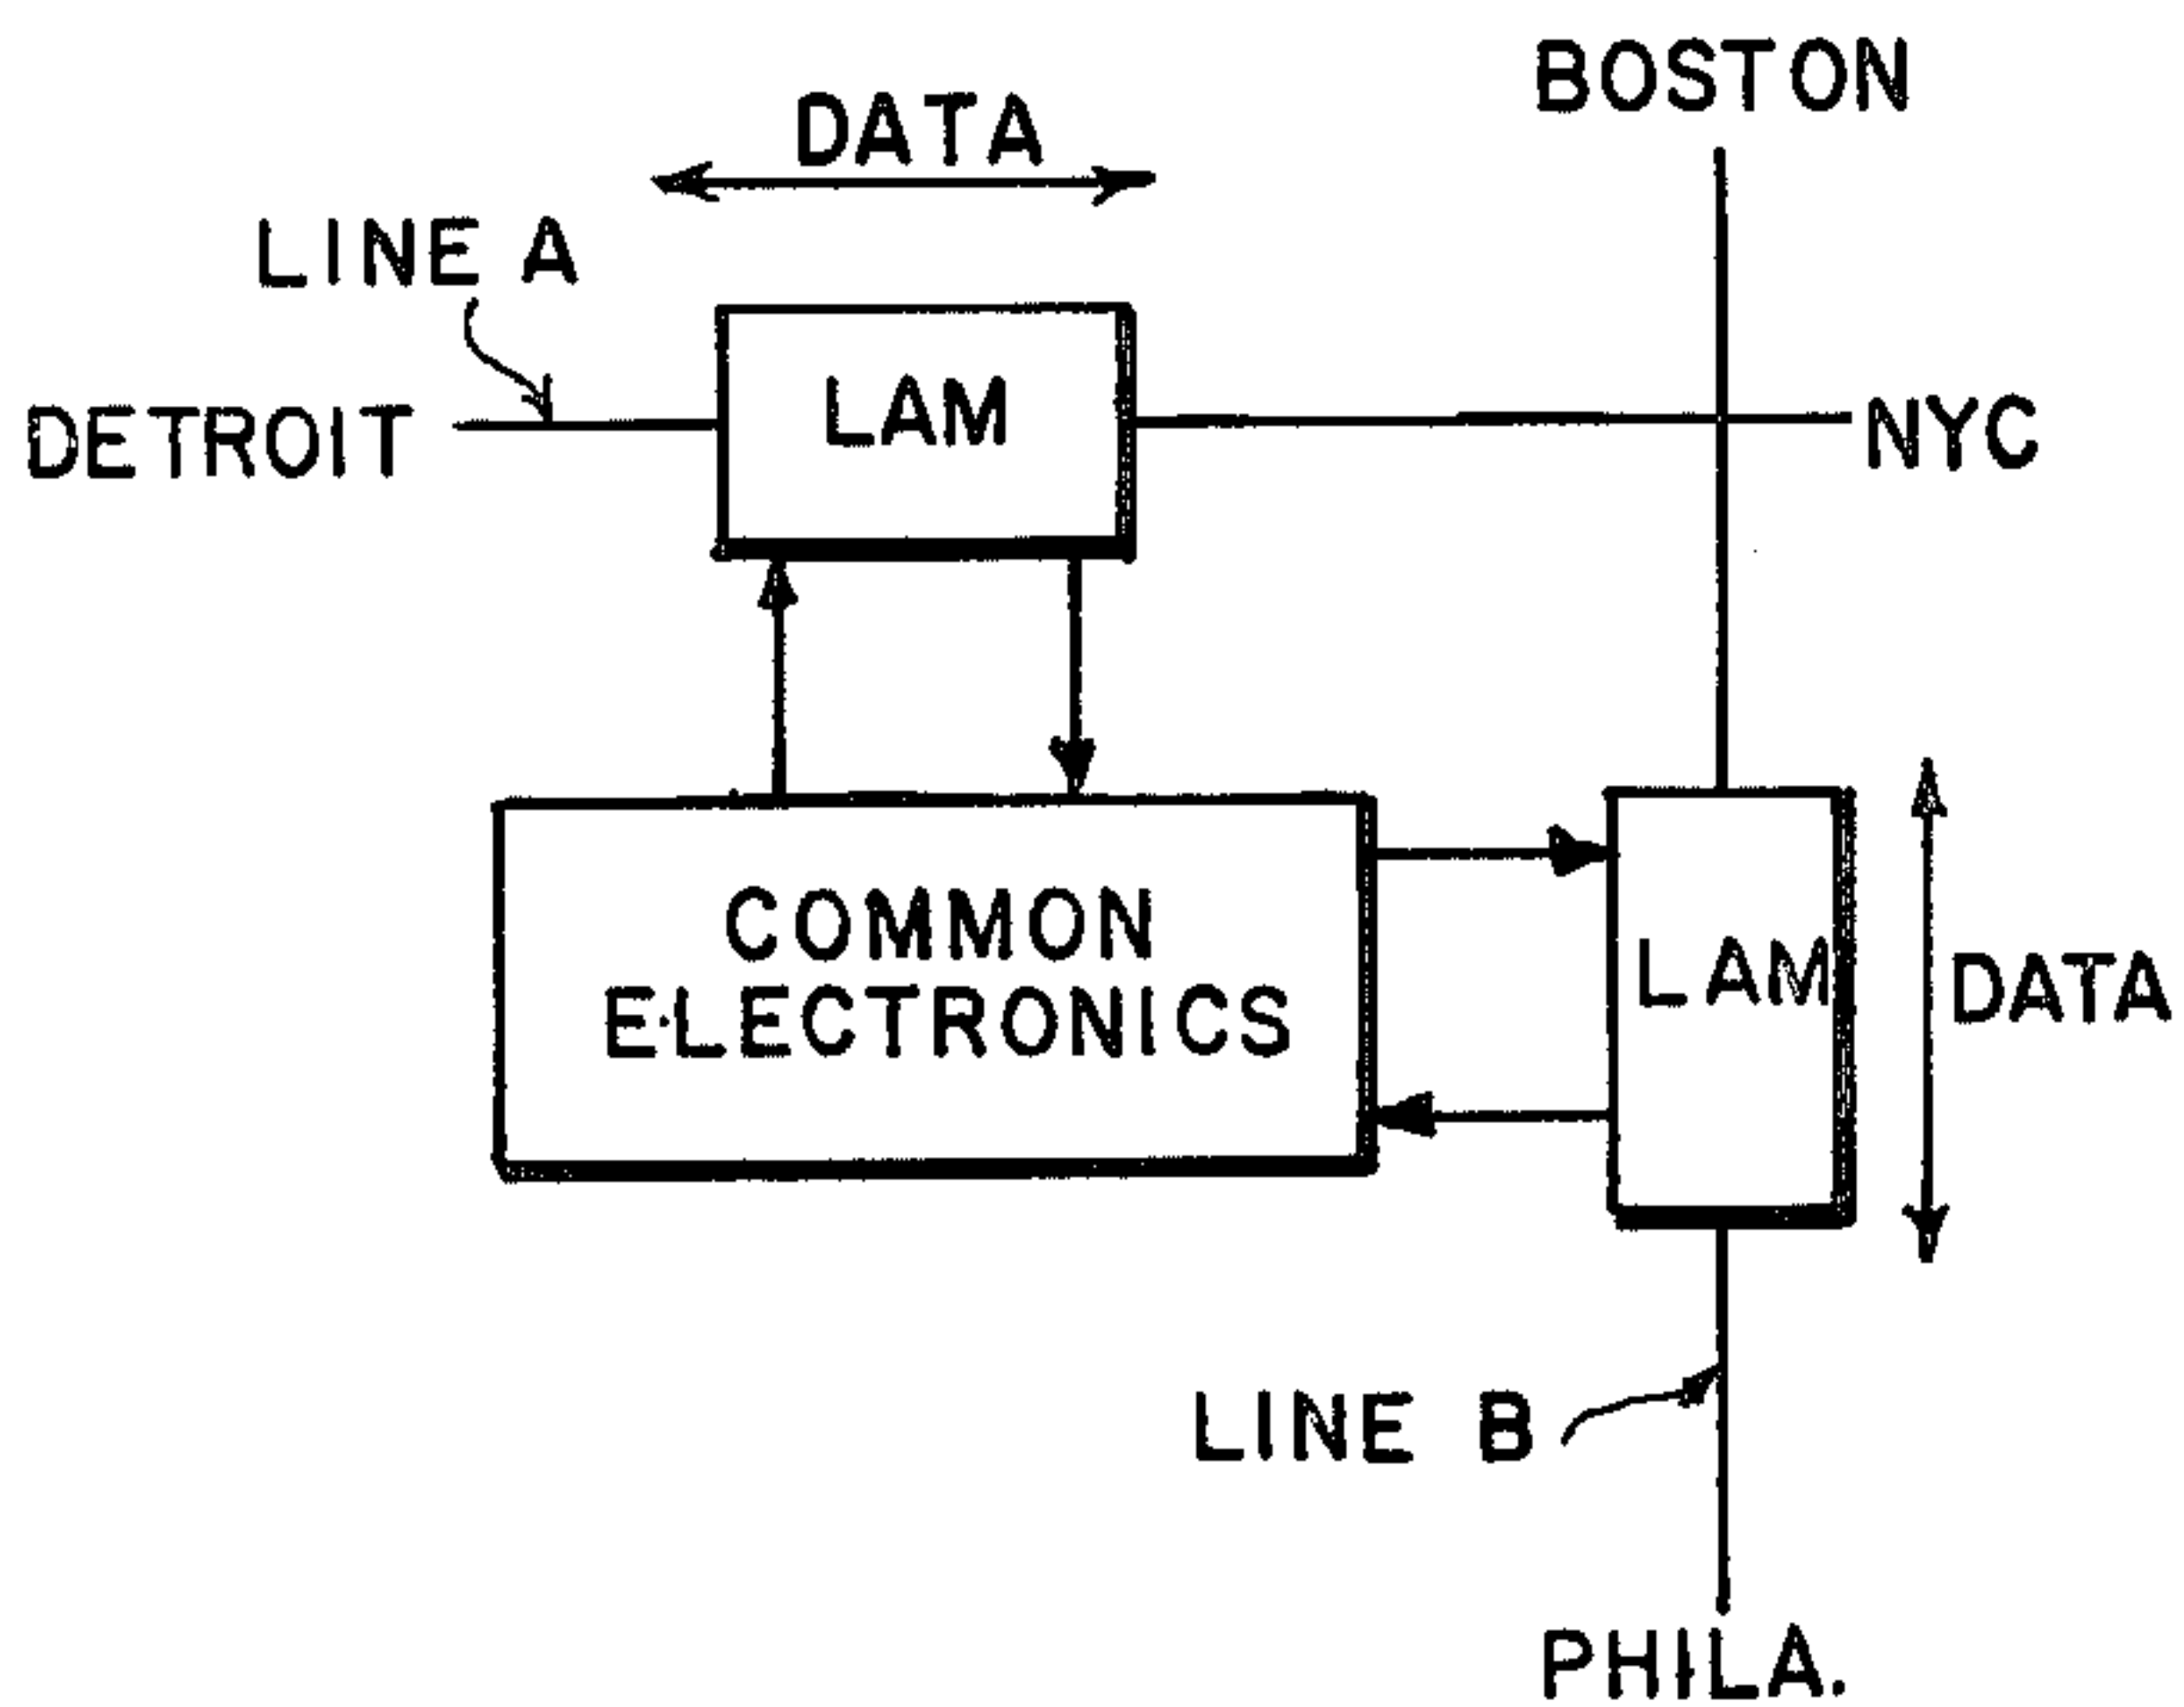 BOSTON
DATA
LINE A
LAM
DETROIT
NYC
COMMON
ELECTRONICS
LAM
DATA
LINE B
PHILA.